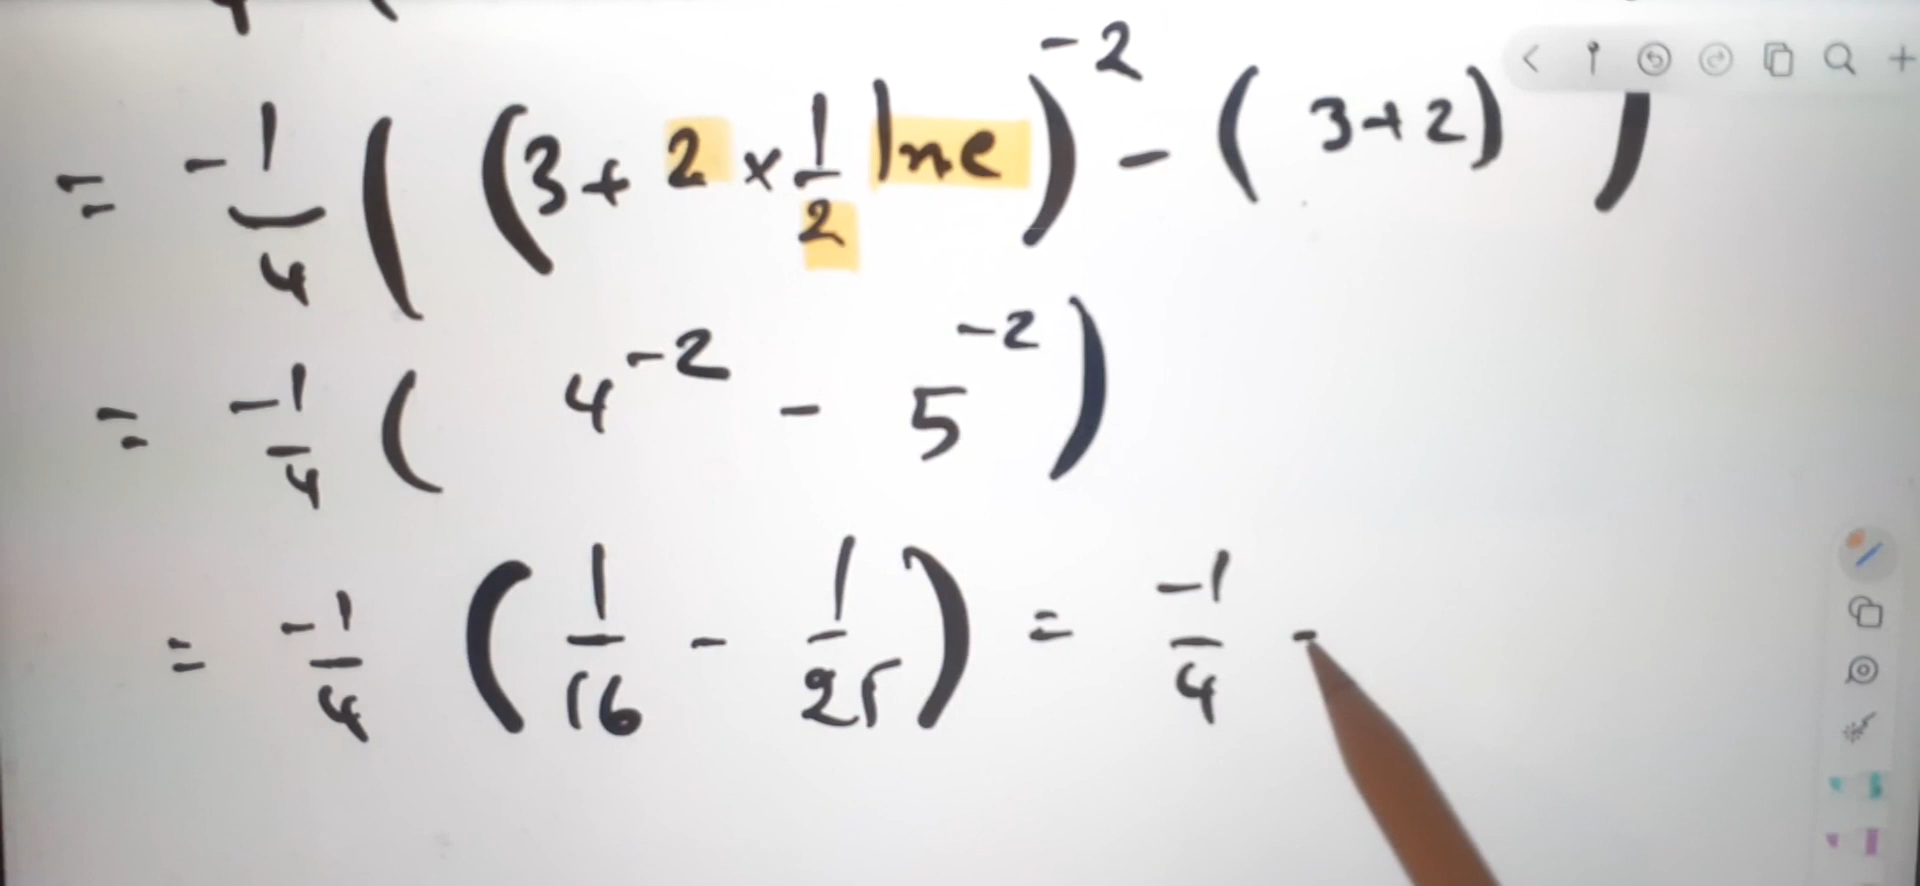 = -1/4 ( (3 + 2 × 1/2 lne)^-2 - (3+2) )
= -1/4 ( 4^-2 - 5^-2 )
= -1/4 ( 1/16 - 1/25 ) = -1/4